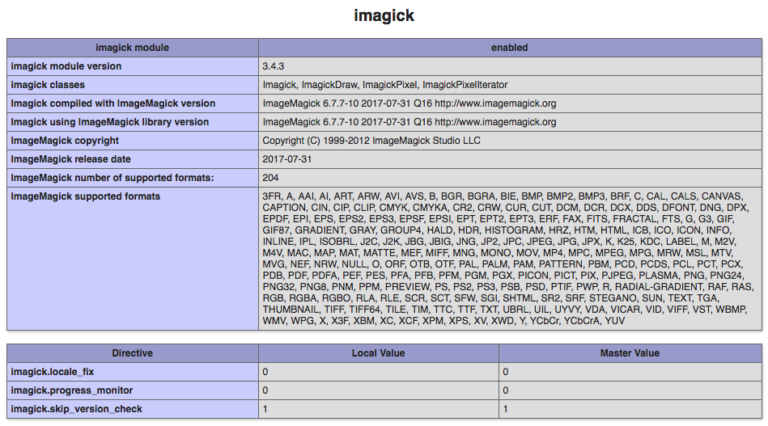 imagick
imagick module enabled
imagick module version 3.4.3
imagick classes Imagick, ImagickDraw, ImagickPixel, ImagickPixelIterator
Imagick compiled with ImageMagick version ImageMagick 6.7.7-10 2017-07-31 Q16 http://www.imagemagick.org
Imagick using ImageMagick library version ImageMagick 6.7.7-10 2017-07-31 Q16 http://www.imagemagick.org
ImageMagick copyright Copyright (C) 1999-2012 ImageMagick Studio LLC
ImageMagick release date 2017-07-31
ImageMagick number of supported formats: 204
ImageMagick supported formats 3FR, A, AAI, AI, ART, ARW, AVI, AVS, B, BGR, BGRA, BIE, BMP, BMP2, BMP3, BRF, C, CAL, CALS, CANVAS,
CAPTION, CIN, CIP, CLIP, CMYK, CMYKA, CR2, CRW, CUR, CUT, DCM, DCR, DCX, DDS, DFONT, DNG, DPX,
EPDF, EPI, EPS, EPS2, EPS3, EPSF, EPSI, EPT, EPT2, EPT3, ERF, FAX, FITS, FRACTAL, FTS, G, G3, GIF,
GIF87, GRADIENT, GRAY, GROUP4, HALD, HDR, HISTOGRAM, HRZ, HTM, HTML, ICB, ICO, ICON, INFO,
INLINE, IPL, ISOBRL, J2C, J2K, JBG, JBIG, JNG, JP2, JPC, JPEG, JPG, JPX, K, K25, KDC, LABEL, M, M2V,
M4V, MAC, MAP, MAT, MATTE, MEF, MIFF, MNG, MONO, MOV, MP4, MPC, MPEG, MPG, MRW, MSL, MTV,
MVG, NEF, NRW, NULL, O, ORF, OTB, OTF, PAL, PALM, PAM, PATTERN, PBM, PCD, PCDS, PCL, PCT, PCX,
PDB, PDF, PDFA, PEF, PES, PFA, PFB, PFM, PGM, PGX, PICON, PICT, PIX, PJPEG, PLASMA, PNG, PNG24,
PNG32, PNG8, PNM, PPM, PREVIEW, PS, PS2, PS3, PSB, PSD, PTIF, PWP, R, RADIAL-GRADIENT, RAF, RAS,
RGB, RGBA, RGBO, RLA, RLE, SCR, SCT, SFW, SGI, SHTML, SR2, SRF, STEGANO, SUN, TEXT, TGA,
THUMBNAIL, TIFF, TIFF64, TILE, TIM, TTC, TTF, TXT, UBRL, UIL, UYVY, VDA, VICAR, VID, VIFF, VST, WBMP,
WMV, WPG, X, X3F, XBM, XC, XCF, XPM, XPS, XV, XWD, Y, YCbCr, YCbCrA, YUV
Directive Local Value Master Value
imagick.locale_fix 0 0
imagick.progress_monitor 0 0
imagick.skip_version_check 1 1